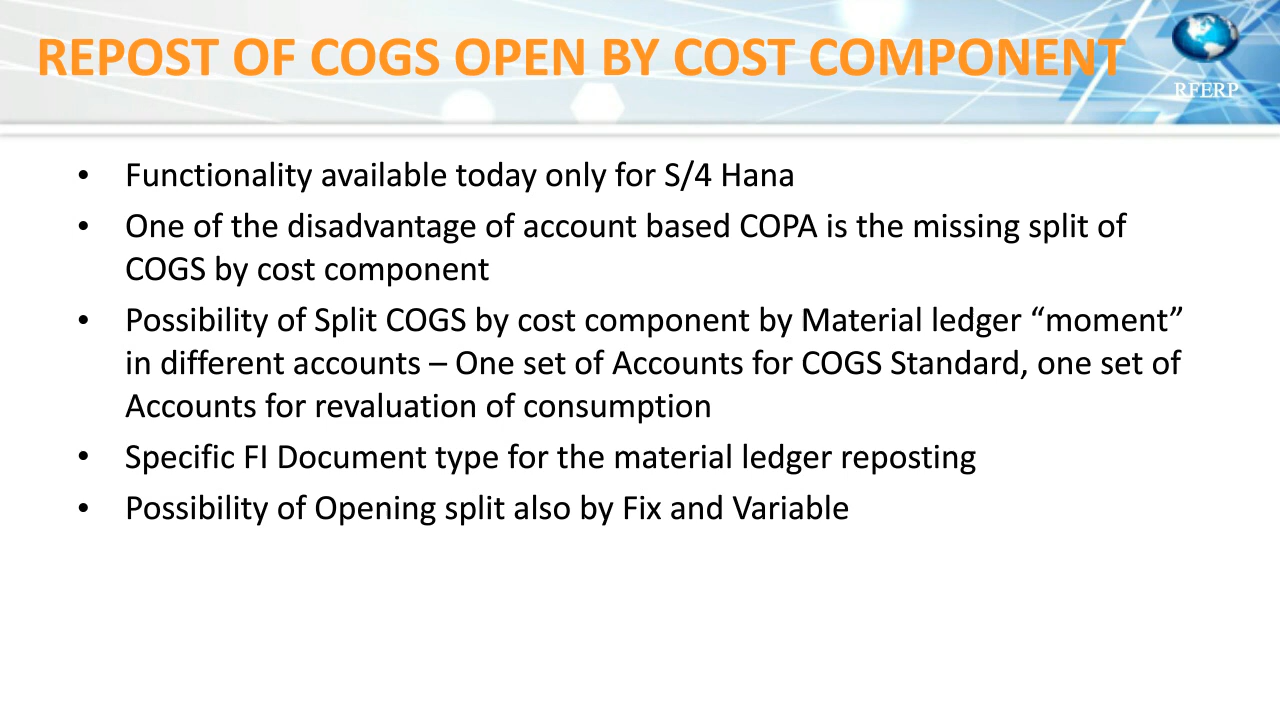 REPOST OF COGS OPEN BY COST COMPONENT
RFERP
• Functionality available today only for S/4 Hana
• One of the disadvantage of account based COPA is the missing split of
COGS by cost component
• Possibility of Split COGS by cost component by Material ledger “moment”
in different accounts – One set of Accounts for COGS Standard, one set of
Accounts for revaluation of consumption
• Specific FI Document type for the material ledger reposting
• Possibility of Opening split also by Fix and Variable